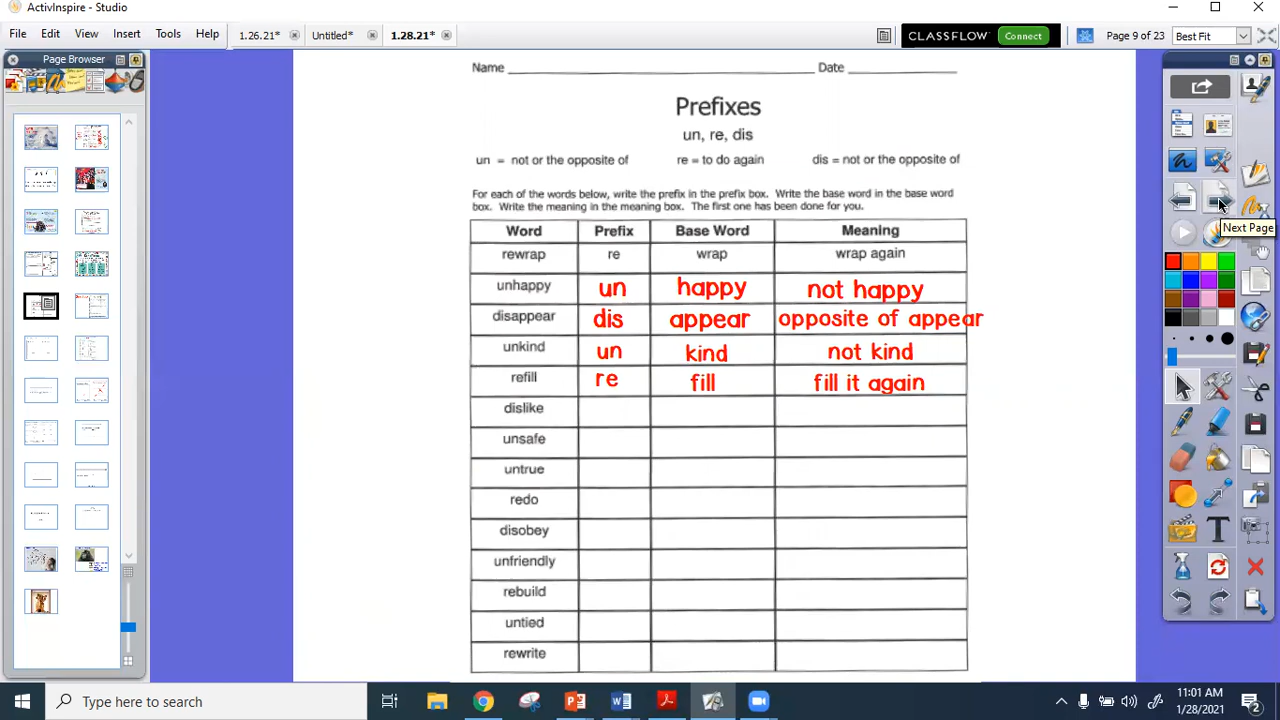 ActivInspire - Studio
File Edit View Insert Tools Help
1.26.21* Untitled* 1.28.21*
CLASSFLOW Connect
Page 9 of 23 Best Fit
Page Browser
Next Page
Name Date
Prefixes
un, re, dis
un = not or the opposite of re = to do again dis = not or the opposite of
For each of the words below, write the prefix in the prefix box. Write the base word in the base word
box. Write the meaning in the meaning box. The first one has been done for you.
Word Prefix Base Word Meaning
rewrap re wrap wrap again
unhappy un happy not happy
disappear dis appear opposite of appear
unkind un kind not kind
refill re fill fill it again
dislike
unsafe
untrue
redo
disobey
unfriendly
rebuild
untied
rewrite
Type here to search
11:01 AM
1/28/2021
2